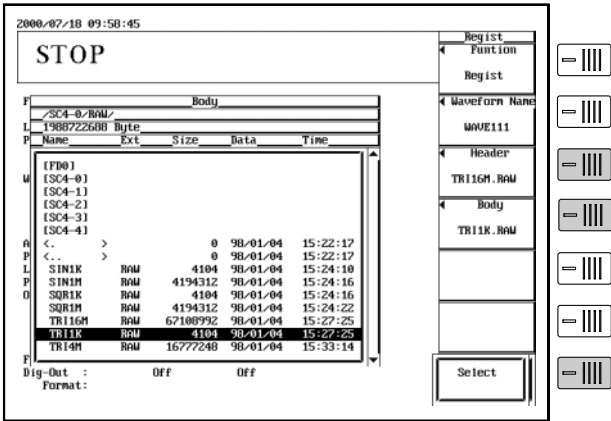 2000/07/18 09:58:45
STOP
Regist
Funtion
Regist
Waveform Name
WAVE111
Header
TRI16M.RAW
Body
TRI1K.RAW
Select
F
L
P
W
A
P
L
P
O
F
Body
/SC4-0/RAW/
1988722688 Byte
Name Ext Size Data Time
[FD0]
[SC4-0]
[SC4-1]
[SC4-2]
[SC4-3]
[SC4-4]
<. > 0 98/01/04 15:22:17
<.. > 0 98/01/04 15:22:17
SIN1K RAW 4104 98/01/04 15:24:10
SIN1M RAW 4194312 98/01/04 15:24:16
SQR1K RAW 4104 98/01/04 15:24:16
SQR1M RAW 4194312 98/01/04 15:24:22
TRI16M RAW 67108992 98/01/04 15:27:25
TRI1K RAW 4104 98/01/04 15:27:25
TRI4M RAW 16777248 98/01/04 15:33:14
Dig-Out : Off Off
Format: